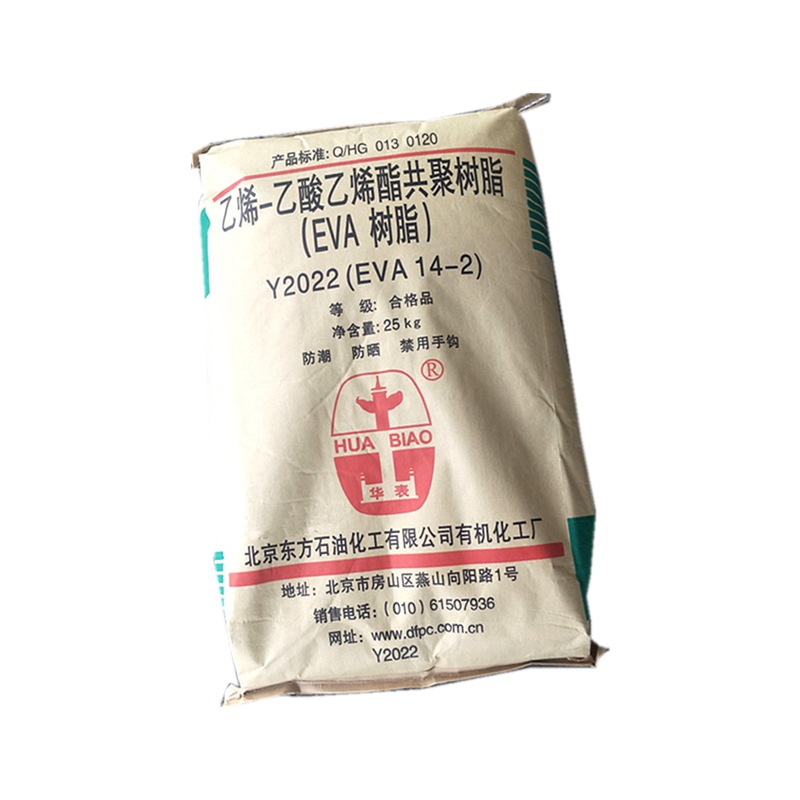 产品标准: Q/HG 013 0120
乙烯-乙酸乙烯酯共聚树脂
(EVA 树脂)
Y2022 (EVA 14-2)
等 级: 合格品
净含量: 25kg
防潮 防晒 禁用手钩
®
HUA BIAO
华表
北京东方石油化工有限公司有机化工厂
地址: 北京市房山区燕山向阳路1号
销售电话: (010) 61507936
网址: www.dfpc.com.cn
Y2022